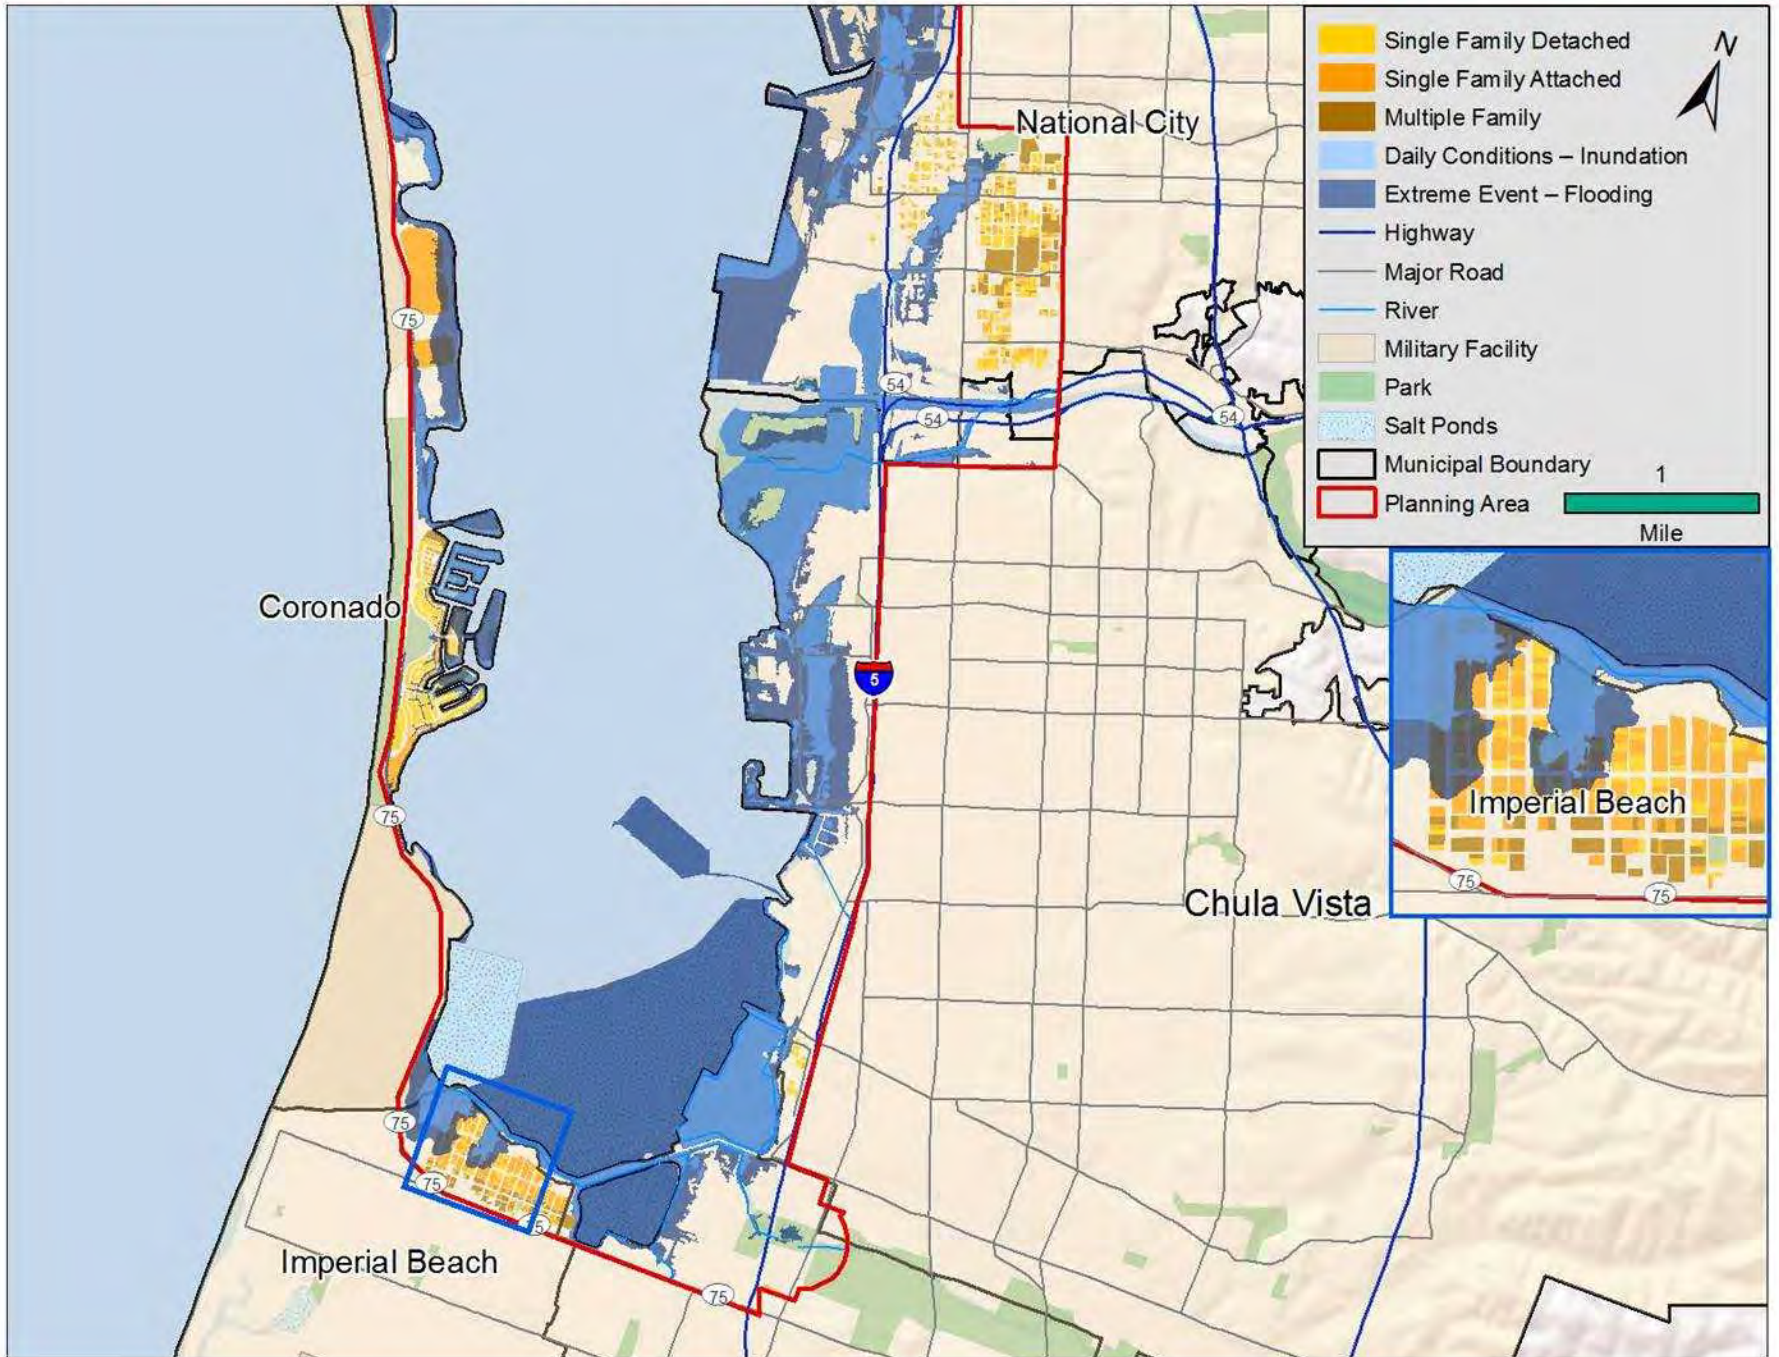 Single Family Detached
Single Family Attached
Multiple Family
Daily Conditions – Inundation
Extreme Event – Flooding
Highway
Major Road
River
Military Facility
Park
Salt Ponds
Municipal Boundary
Planning Area
1
Mile
N
National City
75
54
54
54
Coronado
5
75
Imperial Beach
75
75
Chula Vista
75
75
75
Imperial Beach
75